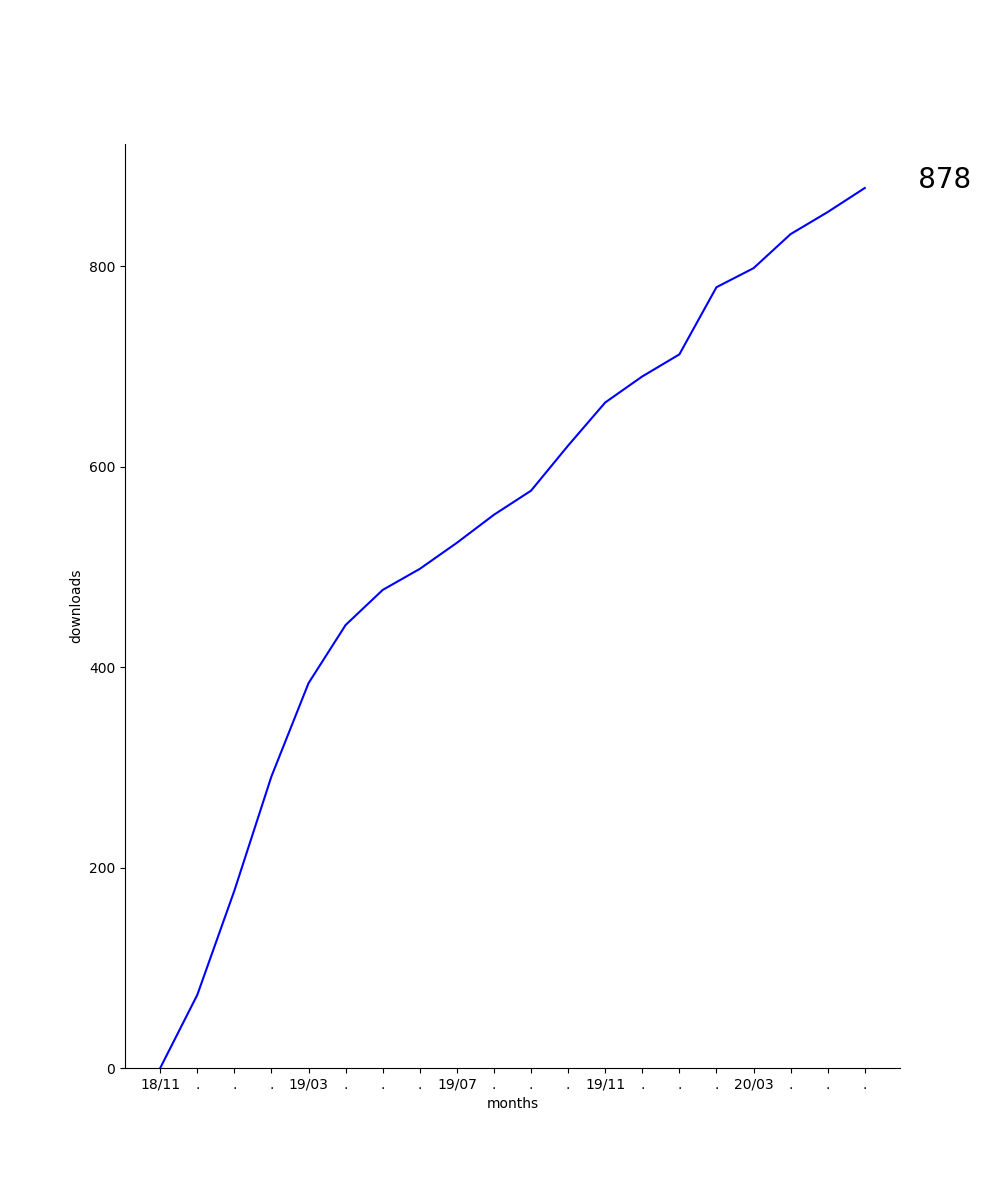 878
800
600
downloads
400
200
0
18/11 . . . 19/03 . . . 19/07 . . . 19/11 . . . 20/03 . . .
months